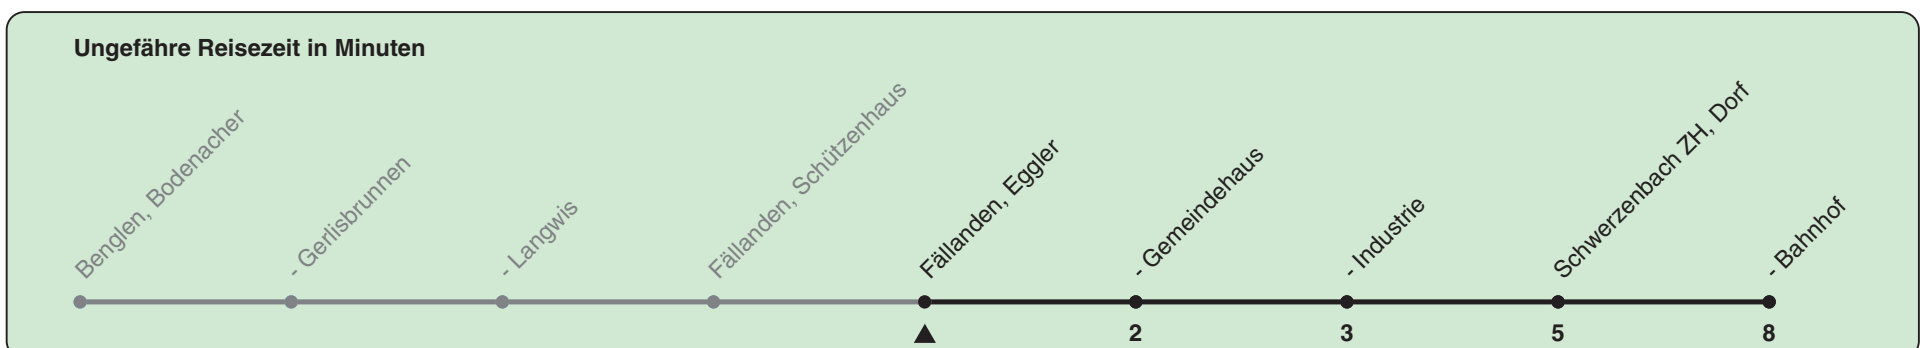 Ungefähre Reisezeit in Minuten
Benglen, Bodenacher
- Gerlisbrunnen
- Langwis
Fällanden, Schützenhaus
Fällanden, Eggler
- Gemeindehaus
- Industrie
Schwerzenbach ZH, Dorf
- Bahnhof
2 3 5 8